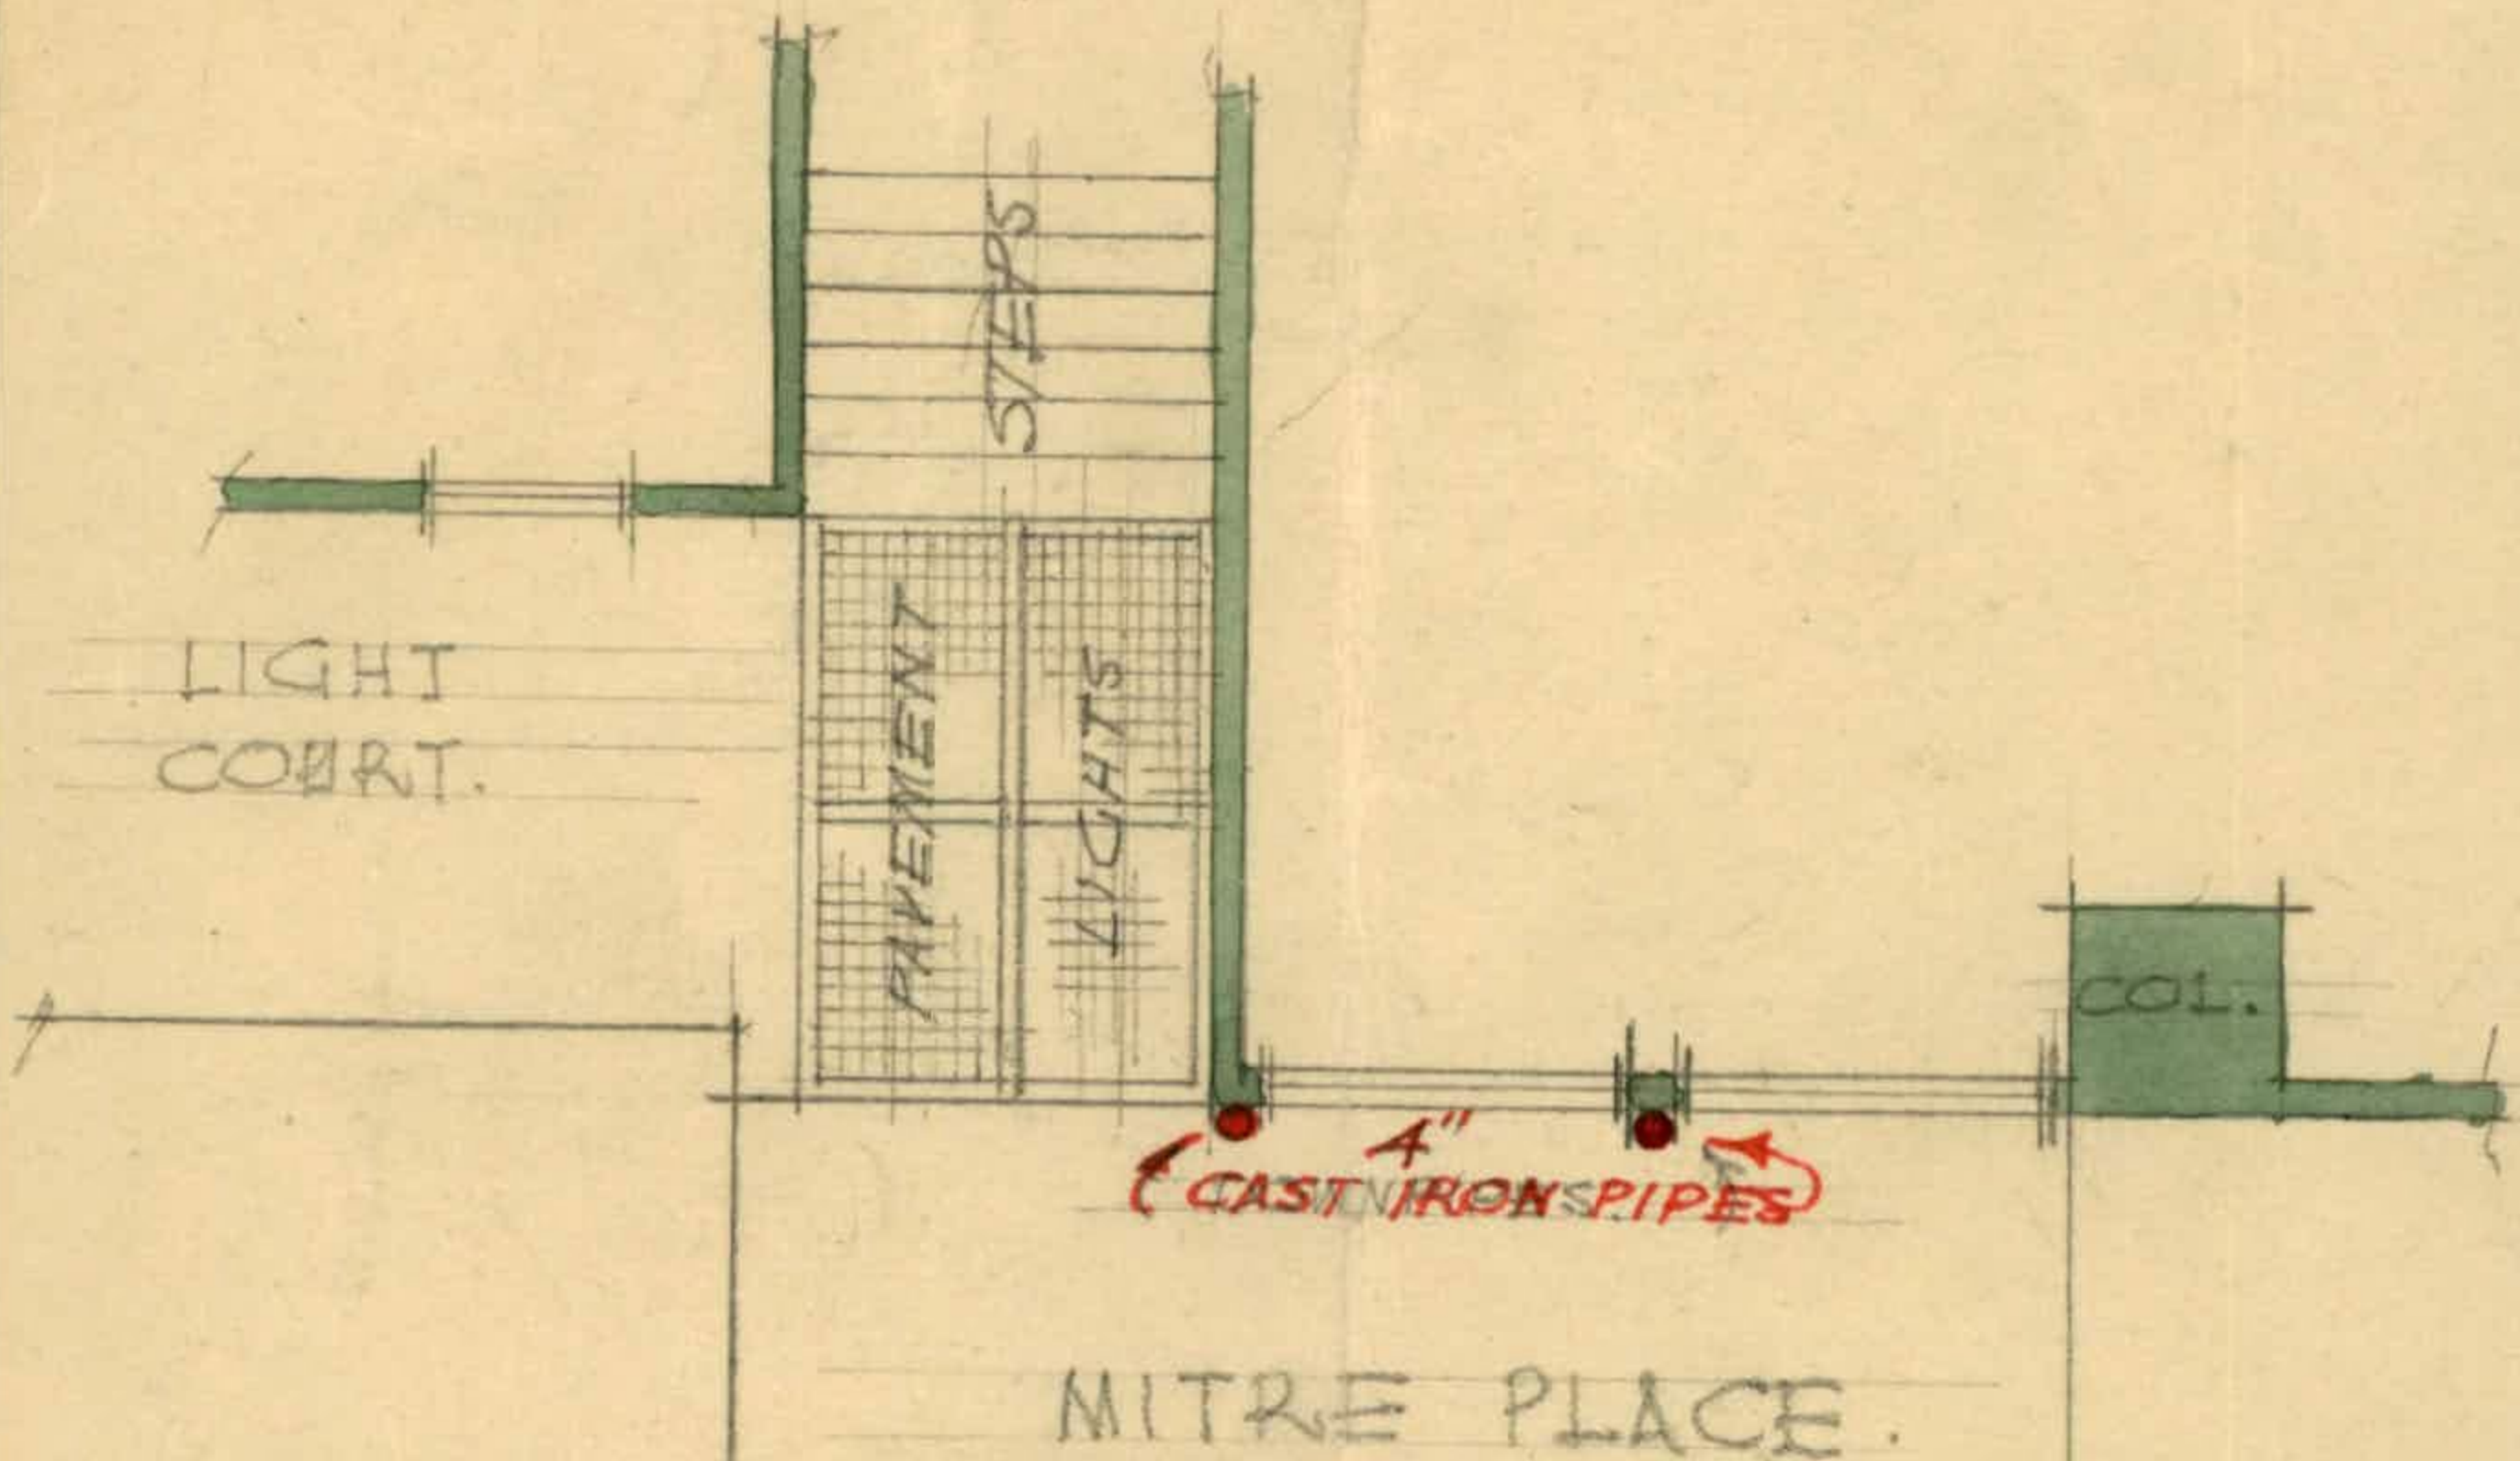 STEPS
LIGHT
COURT.
PAVEMENT
LIGHTS
COL.
4"
CAST IRON PIPES
MITRE PLACE.